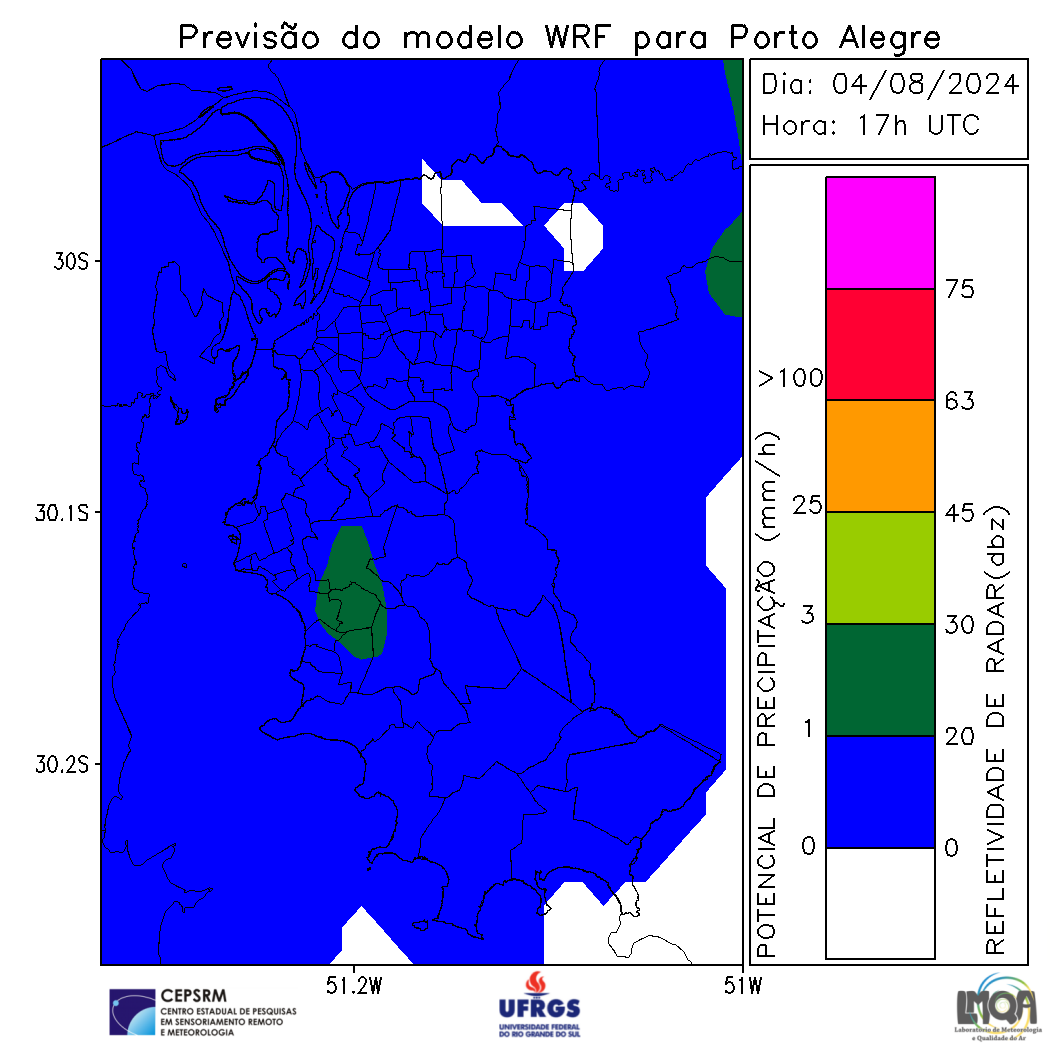 Previsão do modelo WRF para Porto Alegre
Dia: 04/08/2024
Hora: 17h UTC
30S
30.1S
30.2S
51.2W
51W
POTENCIAL DE PRECIPITAÇÃO (mm/h)
>100
25
3
1
0
75
63
45
30
20
0
REFLETIVIDADE DE RADAR(dbz)
CEPSRM
CENTRO ESTADUAL DE PESQUISAS
EM SENSORIAMENTO REMOTO
E METEOROLOGIA
UFRGS
UNIVERSIDADE FEDERAL
DO RIO GRANDE DO SUL
LMQA
Laboratório de Meteorologia
e Qualidade do Ar